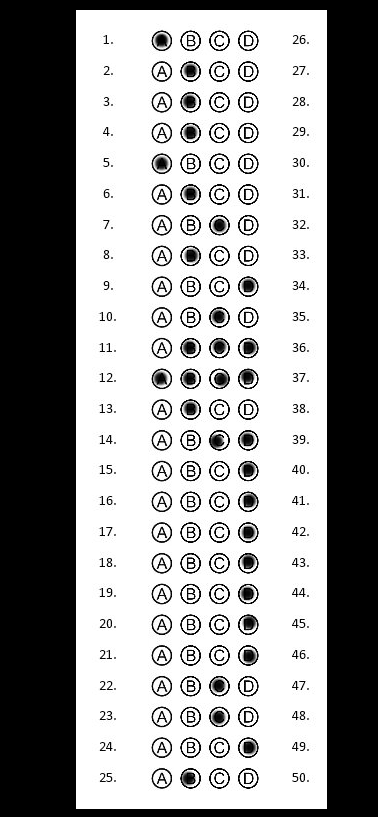 1. B C D 26.
2. A C D 27.
3. A C D 28.
4. A C D 29.
5. B C D 30.
6. A C D 31.
7. A B D 32.
8. A C D 33.
9. A B C 34.
10. A B D 35.
11. A 36.
12. 37.
13. A C D 38.
14. A B 39.
15. A B C 40.
16. A B C 41.
17. A B C 42.
18. A B C 43.
19. A B C 44.
20. A B C 45.
21. A B C 46.
22. A B D 47.
23. A B D 48.
24. A B C 49.
25. A C D 50.